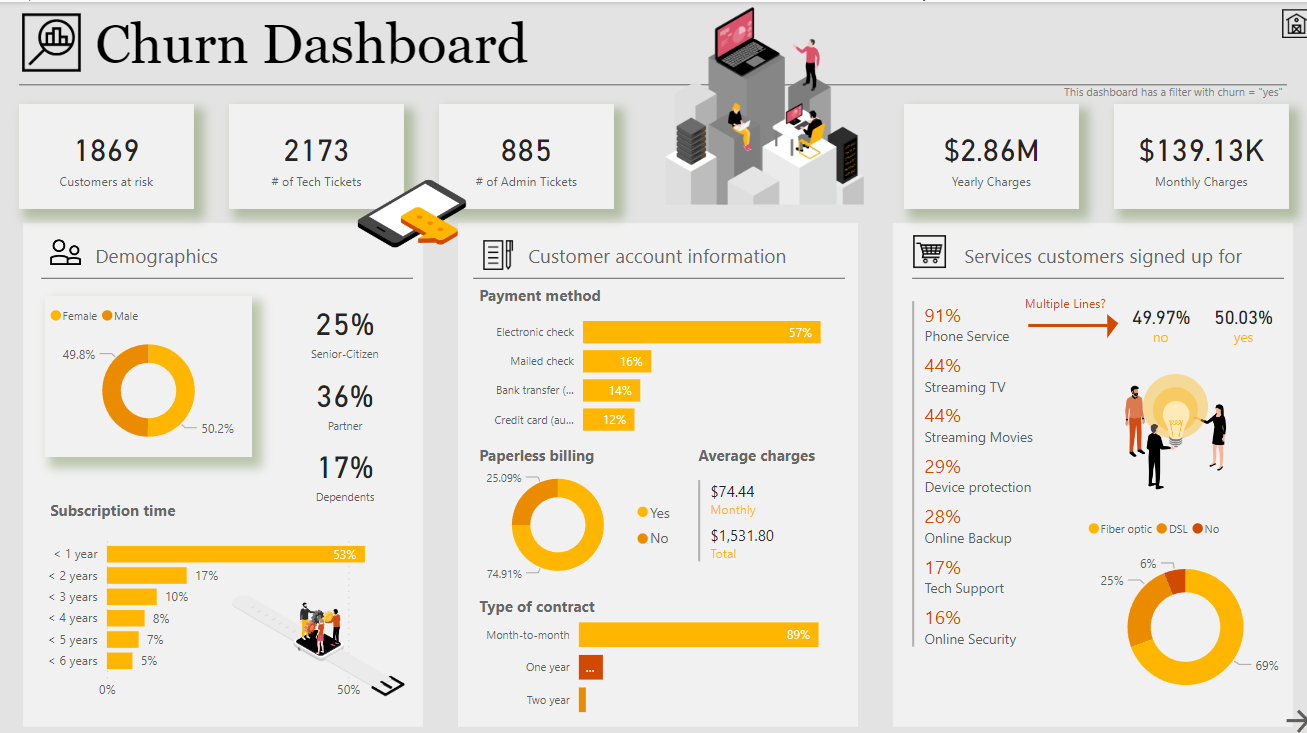 Churn Dashboard
This dashboard has a filter with churn = "yes"
1869
Customers at risk
2173
# of Tech Tickets
885
# of Admin Tickets
$2.86M
Yearly Charges
$139.13K
Monthly Charges
Demographics
Female Male
49.8%
50.2%
25%
Senior-Citizen
36%
Partner
17%
Dependents
Subscription time
< 1 year 53%
< 2 years 17%
< 3 years 10%
< 4 years 8%
< 5 years 7%
< 6 years 5%
0% 50%
Customer account information
Payment method
Electronic check 57%
Mailed check 16%
Bank transfer (... 14%
Credit card (au... 12%
Paperless billing
25.09%
74.91%
Yes
No
Average charges
$74.44
Monthly
$1,531.80
Total
Type of contract
Month-to-month 89%
One year ...
Two year
Services customers signed up for
91%
Phone Service
Multiple Lines?
49.97% 50.03%
no yes
44%
Streaming TV
44%
Streaming Movies
29%
Device protection
28%
Online Backup
17%
Tech Support
16%
Online Security
Fiber optic DSL No
6%
25%
69%